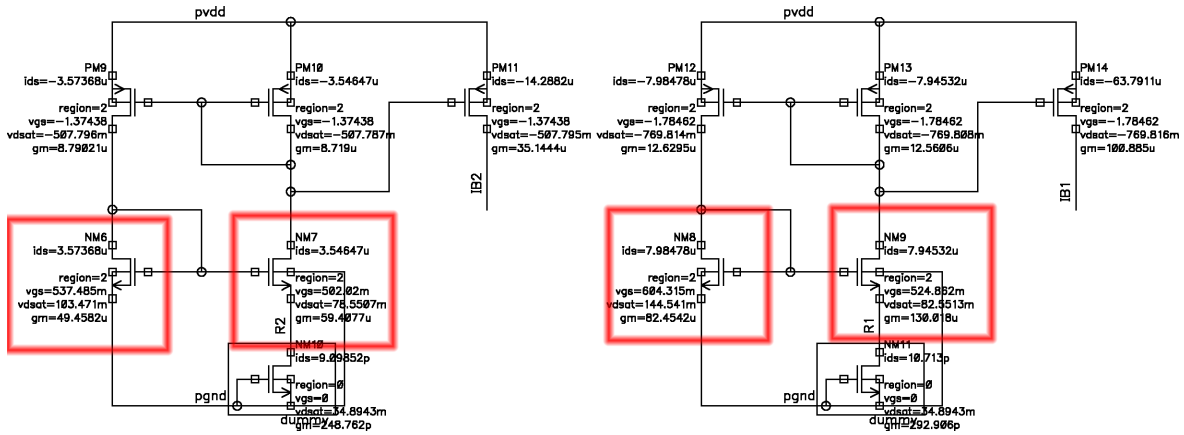 pvdd
PM9
ids=-3.57368u
region=2
vgs=-1.37438
vdsat=-507.796m
gm=8.79021u
PM10
ids=-3.54647u
region=2
vgs=-1.37438
vdsat=-507.787m
gm=8.719u
PM11
ids=-14.2882u
region=2
vgs=-1.37438
vdsat=-507.795m
gm=35.1444u
IB2
NM6
ids=3.57368u
region=2
vgs=537.485m
vdsat=103.471m
gm=49.4582u
NM7
ids=3.54647u
region=2
vgs=502.02m
vdsat=78.5507m
gm=59.4077u
R2
NM10
ids=9.09852p
region=0
vgs=0
vdsat=34.8943m
gm=248.762p
pgnd
dummy
pvdd
PM12
ids=-7.98478u
region=2
vgs=-1.78462
vdsat=-769.814m
gm=12.6295u
PM13
ids=-7.94532u
region=2
vgs=-1.78462
vdsat=-769.808m
gm=12.5606u
PM14
ids=-63.7911u
region=2
vgs=-1.78462
vdsat=-769.816m
gm=100.885u
IB1
NM8
ids=7.98478u
region=2
vgs=604.315m
vdsat=144.541m
gm=82.4542u
NM9
ids=7.94532u
region=2
vgs=524.862m
vdsat=82.5513m
gm=130.018u
R1
NM11
ids=10.713p
region=0
vgs=0
vdsat=34.8943m
gm=292.906p
pgnd
dummy